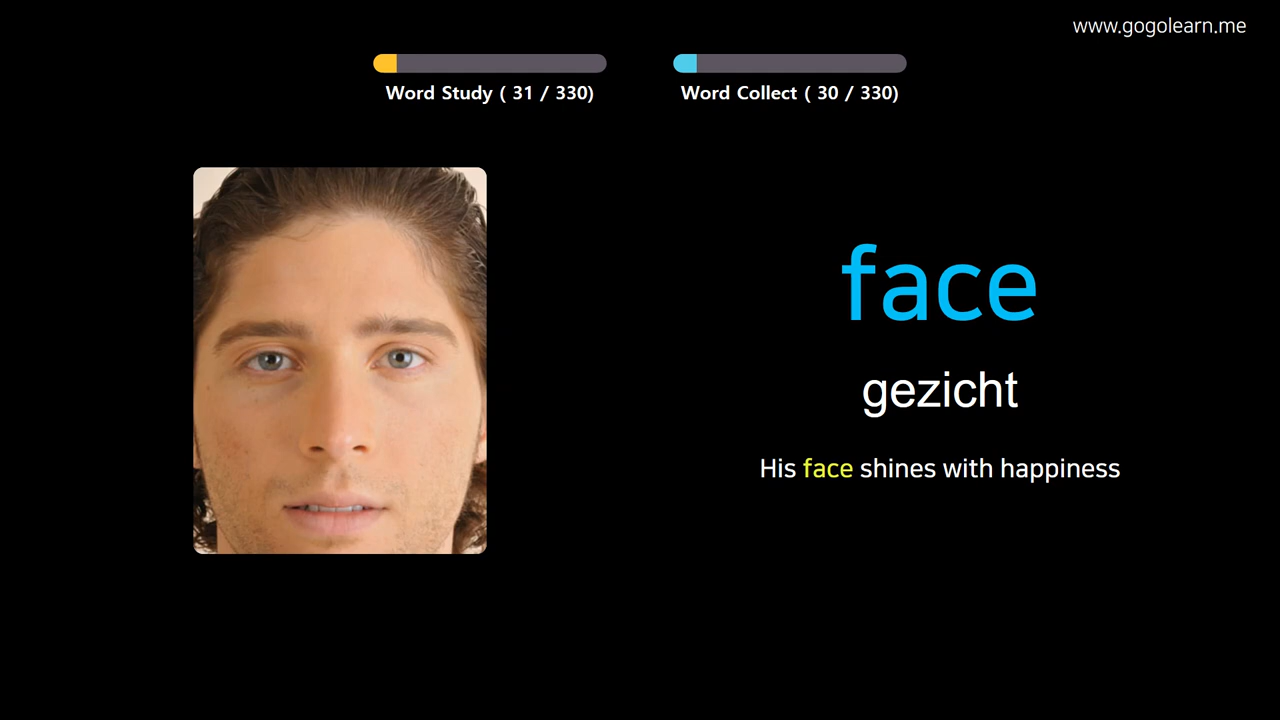 www.gogolearn.me
Word Study ( 31 / 330)
Word Collect ( 30 / 330)
face
gezicht
His face shines with happiness